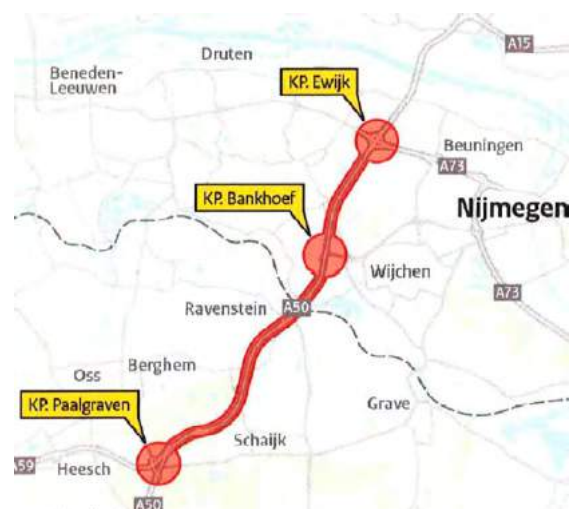 A15
Druten
Beneden-
Leeuwen
KP. Ewijk
Beuningen
A73
KP. Bankhoef
Nijmegen
Wijchen
A73
Ravenstein
A50
Berghem
Oss
KP. Paalgraven
Grave
Schaijk
A59
Heesch
A50